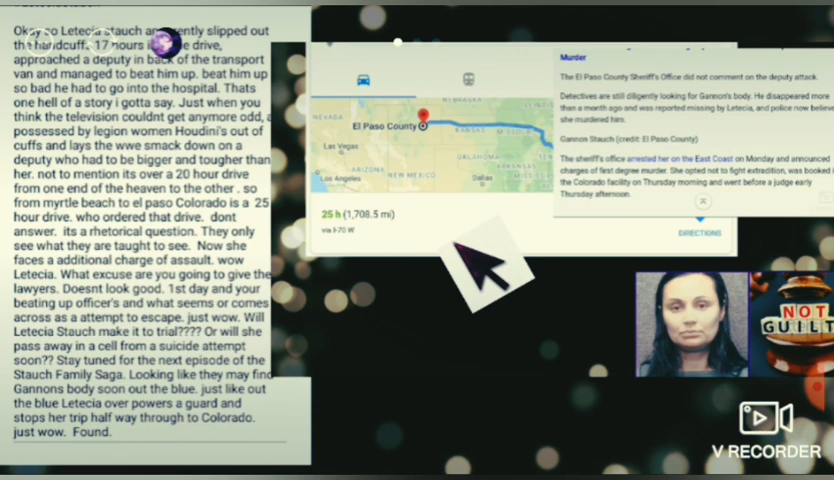 Okay so Letecia stauch apparently slipped out
the handcuff. 17 hours i the drive,
approached a deputy in back of the transport
van and managed to beat him up. beat him up
so bad he had to go into the hospital. Thats
one hell of a story i gotta say. Just when you
think the television couldnt get anymore odd, a
possessed by legion women Houdini's out of
cuffs and lays the wwe smack down on a
deputy who had to be bigger and tougher than
her. not to mention its over a 20 hour drive
from one end of the heaven to the other . so
from myrtle beach to el paso Colorado is a 25
hour drive. who ordered that drive. dont
answer. its a rhetorical question. They only
see what they are taught to see. Now she
faces a additional charge of assault. wow
Letecia. What excuse are you going to give the
lawyers. Doesnt look good. 1st day and your
beating up officer's and what seems or comes
across as a attempt to escape. just wow. Will
Letecia Stauch make it to trial???? Or will she
pass away in a cell from a suicide attempt
soon?? Stay tuned for the next episode of the
Stauch Family Saga. Looking like they may find
Gannons body soon out the blue. just like out
the blue Letecia over powers a guard and
stops her trip half way through to Colorado.
just wow. Found.
NEBRASKA
NEVADA
El Paso County
KANSAS
MISSOURI
Las Vegas
OKLAHOMA
ARKANSAS
Los Angeles
ARIZONA
NEW MEXICO
Dallas
MISSISS
25 h (1,708.5 mi)
via I-70 W
DIRECTIONS
Murder
The El Paso County Sheriff's Office did not comment on the deputy attack.
Detectives are still diligently looking for Gannon's body. He disappeared more
than a month ago and was reported missing by Letecia, and police now believe
she murdered him.
Gannon Stauch (credit: El Paso County)
The sheriff's office arrested her on the East Coast on Monday and announced
charges of first degree murder. She opted not to fight extradition, was booked i
the Colorado facility on Thursday morning and went before a judge early
Thursday afternoon.
NOT
GUILT
V RECORDER